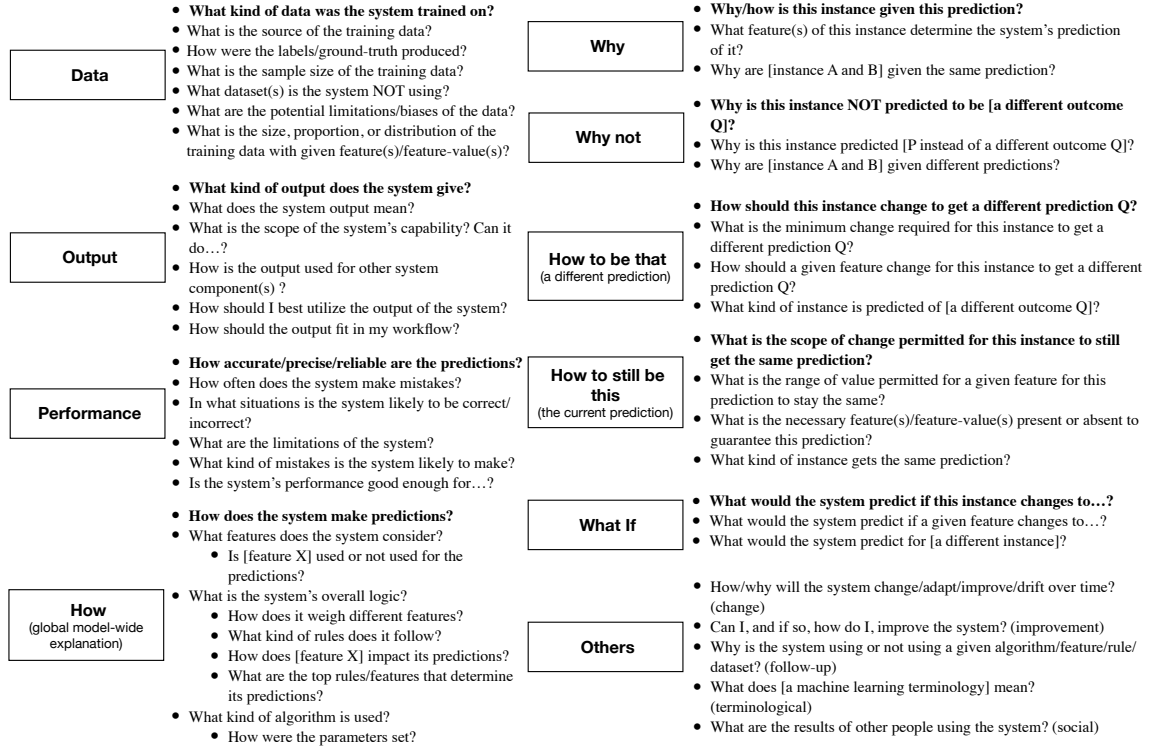 Data
• What kind of data was the system trained on?
• What is the source of the training data?
• How were the labels/ground-truth produced?
• What is the sample size of the training data?
• What dataset(s) is the system NOT using?
• What are the potential limitations/biases of the data?
• What is the size, proportion, or distribution of the
training data with given feature(s)/feature-value(s)?
Output
• What kind of output does the system give?
• What does the system output mean?
• What is the scope of the system’s capability? Can it
do…?
• How is the output used for other system
component(s) ?
• How should I best utilize the output of the system?
• How should the output fit in my workflow?
Performance
• How accurate/precise/reliable are the predictions?
• How often does the system make mistakes?
• In what situations is the system likely to be correct/
incorrect?
• What are the limitations of the system?
• What kind of mistakes is the system likely to make?
• Is the system’s performance good enough for…?
How
(global model-wide
explanation)
• How does the system make predictions?
• What features does the system consider?
• Is [feature X] used or not used for the
predictions?
• What is the system’s overall logic?
• How does it weigh different features?
• What kind of rules does it follow?
• How does [feature X] impact its predictions?
• What are the top rules/features that determine
its predictions?
• What kind of algorithm is used?
• How were the parameters set?
Why
• Why/how is this instance given this prediction?
• What feature(s) of this instance determine the system’s prediction
of it?
• Why are [instance A and B] given the same prediction?
Why not
• Why is this instance NOT predicted to be [a different outcome
Q]?
• Why is this instance predicted [P instead of a different outcome Q]?
• Why are [instance A and B] given different predictions?
How to be that
(a different prediction)
• How should this instance change to get a different prediction Q?
• What is the minimum change required for this instance to get a
different prediction Q?
• How should a given feature change for this instance to get a different
prediction Q?
• What kind of instance is predicted of [a different outcome Q]?
How to still be
this
(the current prediction)
• What is the scope of change permitted for this instance to still
get the same prediction?
• What is the range of value permitted for a given feature for this
prediction to stay the same?
• What is the necessary feature(s)/feature-value(s) present or absent to
guarantee this prediction?
• What kind of instance gets the same prediction?
What If
• What would the system predict if this instance changes to…?
• What would the system predict if a given feature changes to…?
• What would the system predict for [a different instance]?
Others
• How/why will the system change/adapt/improve/drift over time?
(change)
• Can I, and if so, how do I, improve the system? (improvement)
• Why is the system using or not using a given algorithm/feature/rule/
dataset? (follow-up)
• What does [a machine learning terminology] mean?
(terminological)
• What are the results of other people using the system? (social)